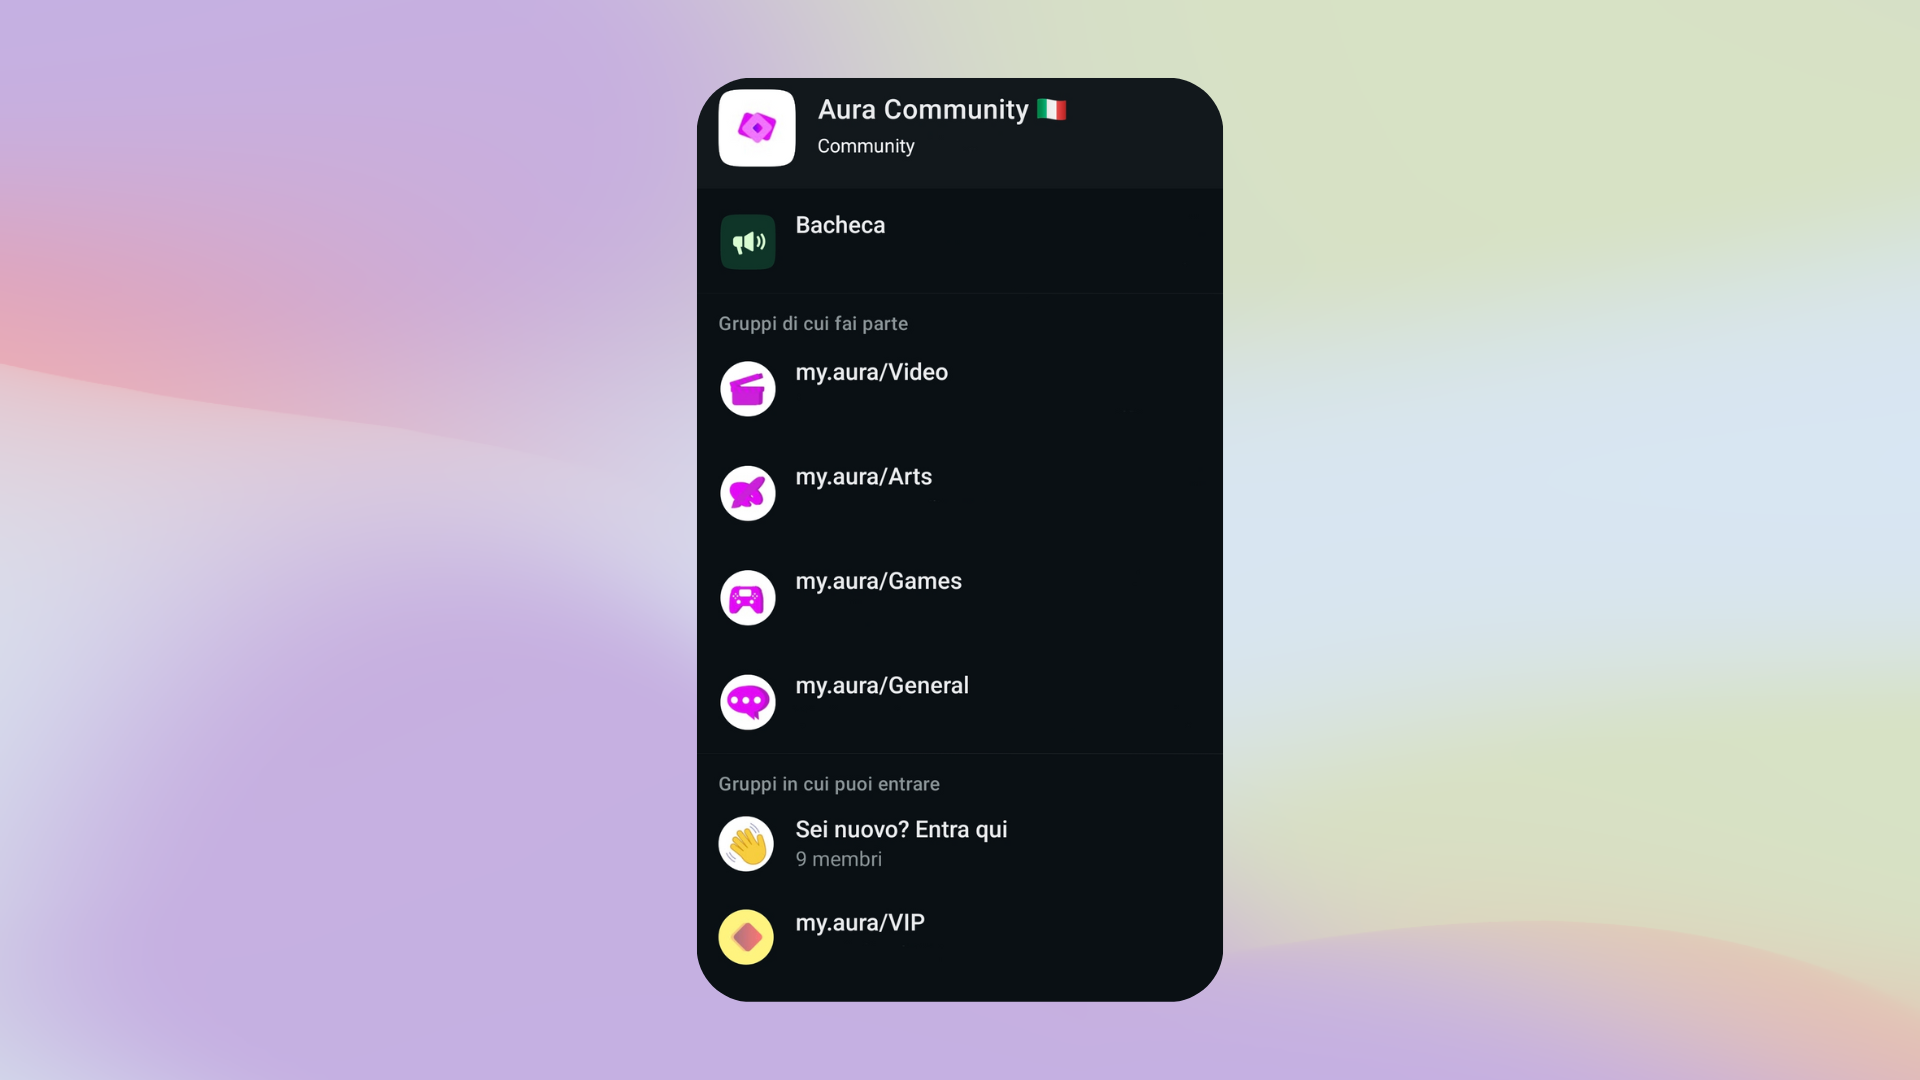 Aura Community 🇮🇹
Community
Bacheca
Gruppi di cui fai parte
my.aura/Video
my.aura/Arts
my.aura/Games
my.aura/General
Gruppi in cui puoi entrare
Sei nuovo? Entra qui
9 membri
my.aura/VIP